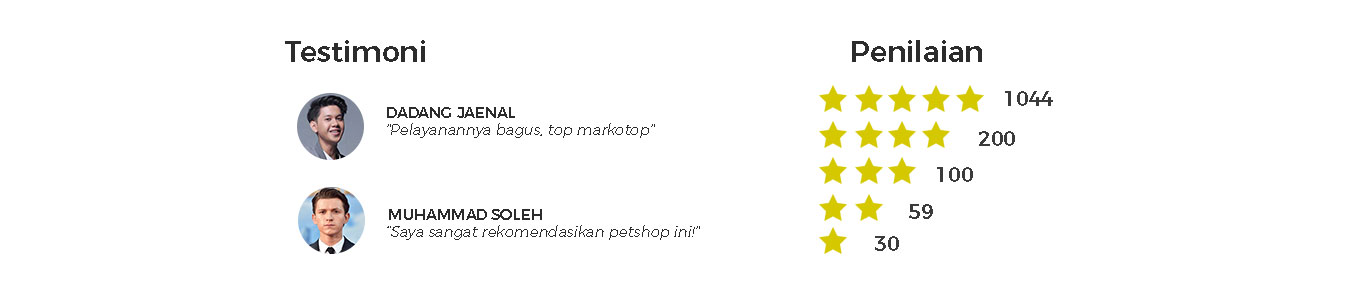 Testimoni
DADANG JAENAL
"Pelayanannya bagus, top markotop"
MUHAMMAD SOLEH
"Saya sangat rekomendasikan petshop ini!"
Penilaian
1044
200
100
59
30